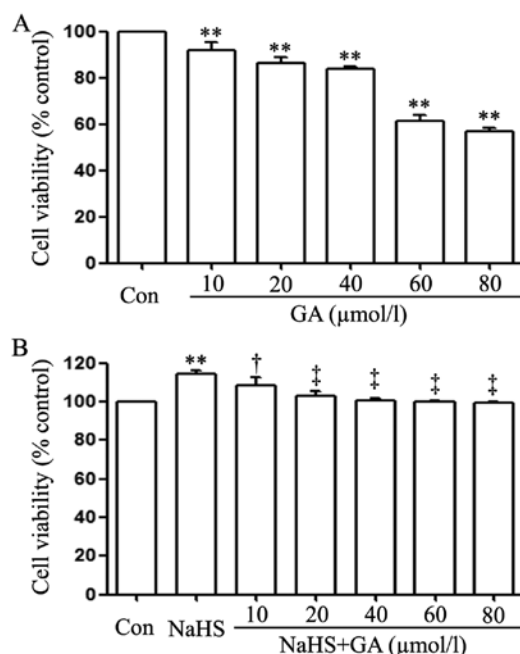 A
Cell viability (% control)
100
80
60
40
20
0
**
**
**
**
**
Con
10 20 40 60 80
GA (µmol/l)
B
Cell viability (% control)
120
100
80
60
40
20
0
**
†
‡
‡
‡
‡
Con NaHS 10 20 40 60 80
NaHS+GA (µmol/l)